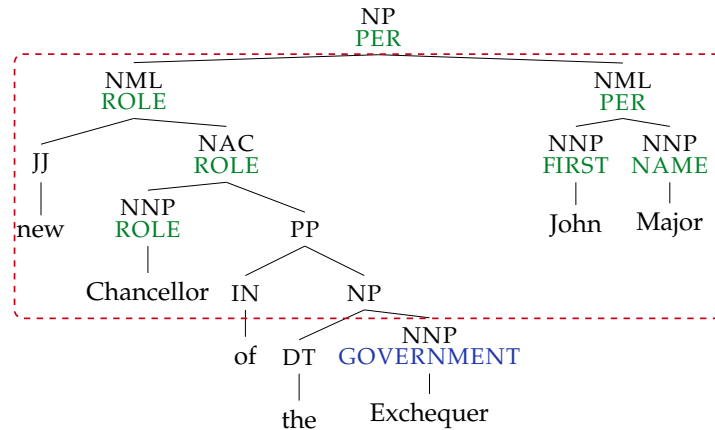 NP
PER
NML NML
ROLE PER
JJ NAC NNP NNP
ROLE FIRST NAME
new NNP PP John Major
ROLE
Chancellor IN NP
of DT NNP
GOVERNMENT
the Exchequer